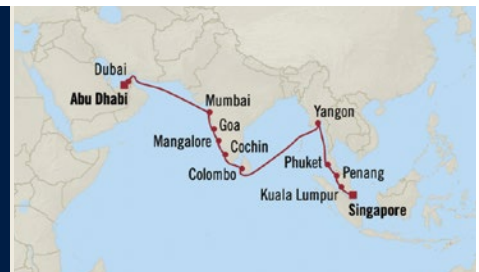 Dubai
Abu Dhabi
Mumbai
Goa
Mangalore
Cochin
Colombo
Yangon
Phuket
Penang
Kuala Lumpur
Singapore